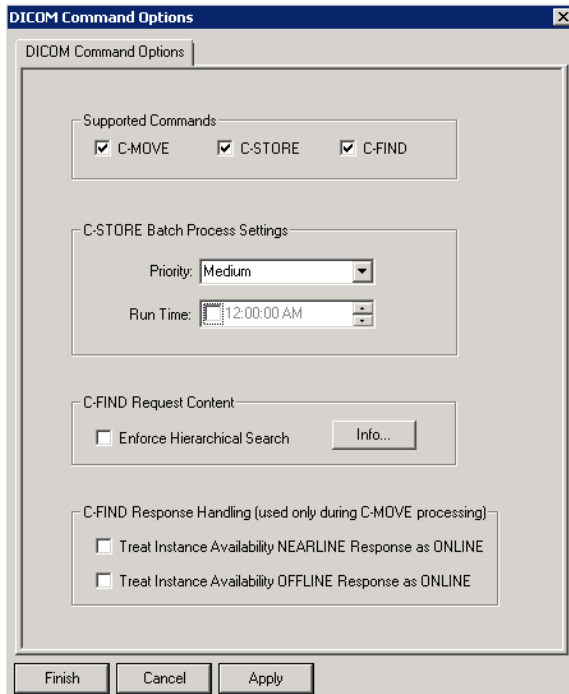 DICOM Command Options
DICOM Command Options
Supported Commands
C-MOVE C-STORE C-FIND
C-STORE Batch Process Settings
Priority: Medium
Run Time: 12:00:00 AM
C-FIND Request Content
Enforce Hierarchical Search Info...
C-FIND Response Handling (used only during C-MOVE processing)
Treat Instance Availability NEARLINE Response as ONLINE
Treat Instance Availability OFFLINE Response as ONLINE
Finish Cancel Apply